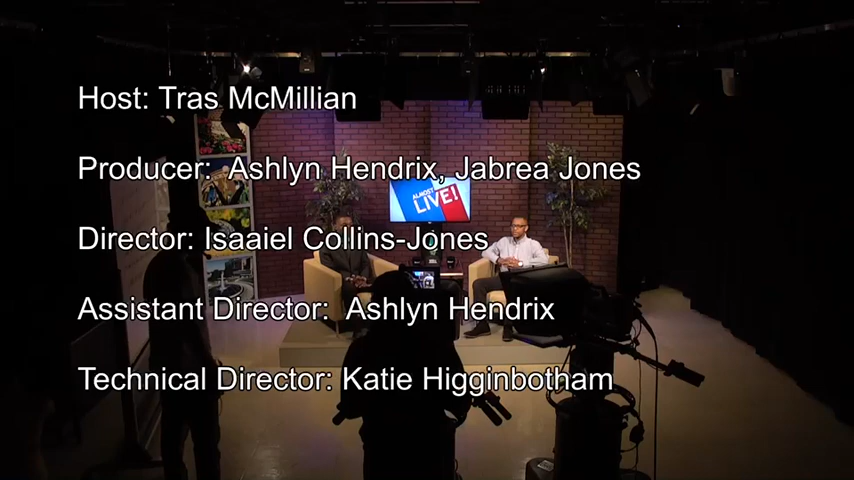 Host: Tras McMillian
Producer:  Ashlyn Hendrix, Jabrea Jones
ALMOST
LIVE!
Director: Isaaiel Collins-Jones
Assistant Director:  Ashlyn Hendrix
Technical Director: Katie Higginbotham